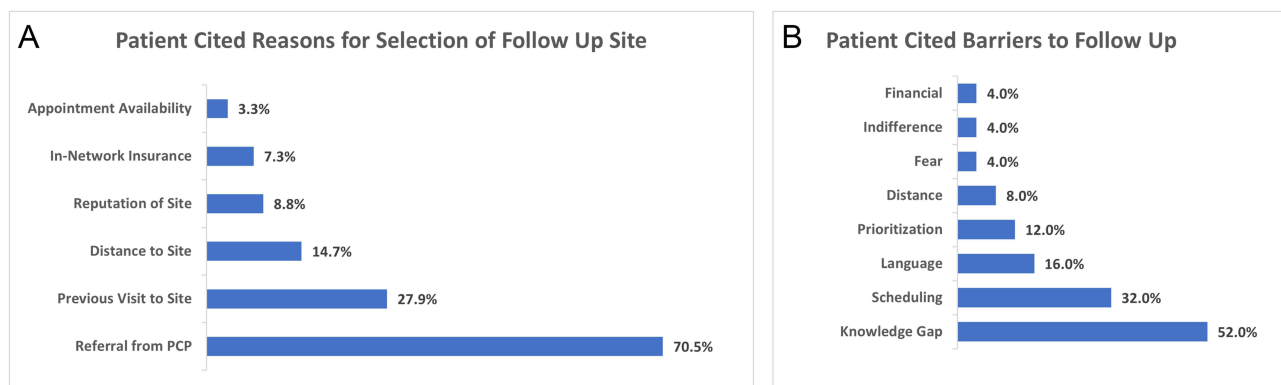 A
Patient Cited Reasons for Selection of Follow Up Site
Appointment Availability 3.3%
In-Network Insurance 7.3%
Reputation of Site 8.8%
Distance to Site 14.7%
Previous Visit to Site 27.9%
Referral from PCP 70.5%
B
Patient Cited Barriers to Follow Up
Financial 4.0%
Indifference 4.0%
Fear 4.0%
Distance 8.0%
Prioritization 12.0%
Language 16.0%
Scheduling 32.0%
Knowledge Gap 52.0%